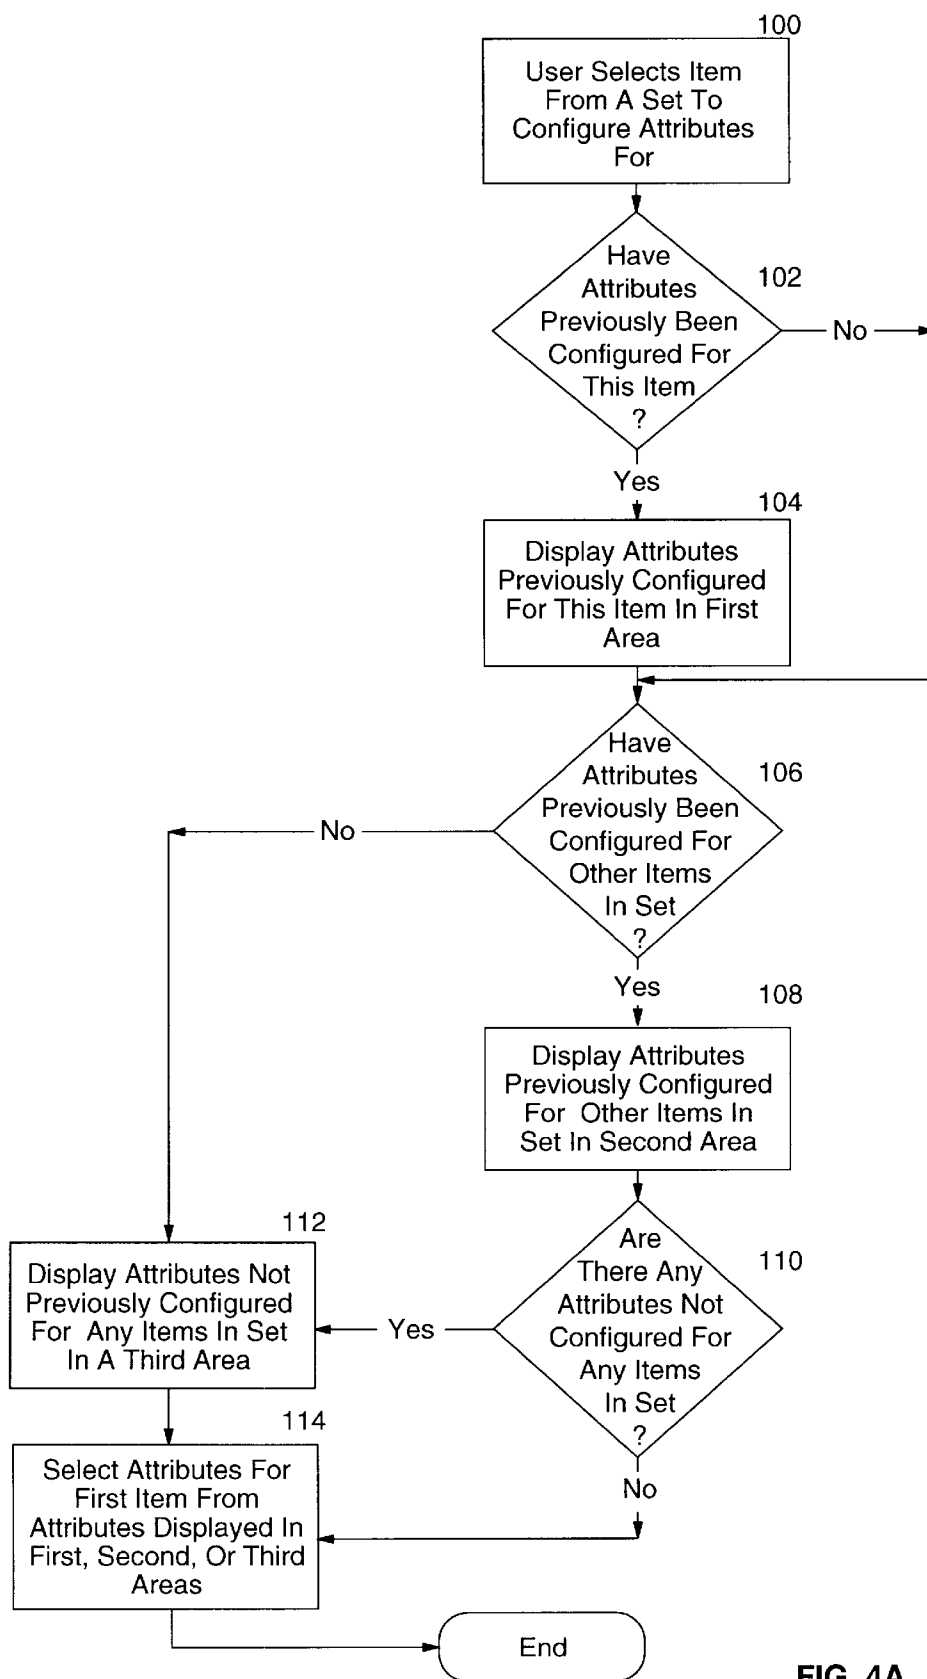 100
User Selects Item
From A Set To
Configure Attributes
For
102
Have
Attributes
Previously Been
Configured For
This Item
?
No
Yes
104
Display Attributes
Previously Configured
For This Item In First
Area
106
Have
Attributes
Previously Been
Configured For
Other Items
In Set
?
No
Yes
108
Display Attributes
Previously Configured
For Other Items In
Set In Second Area
110
Are
There Any
Attributes Not
Configured For
Any Items
In Set
?
Yes
No
112
Display Attributes Not
Previously Configured
For Any Items In Set
In A Third Area
114
Select Attributes For
First Item From
Attributes Displayed In
First, Second, Or Third
Areas
End
FIG. 4A